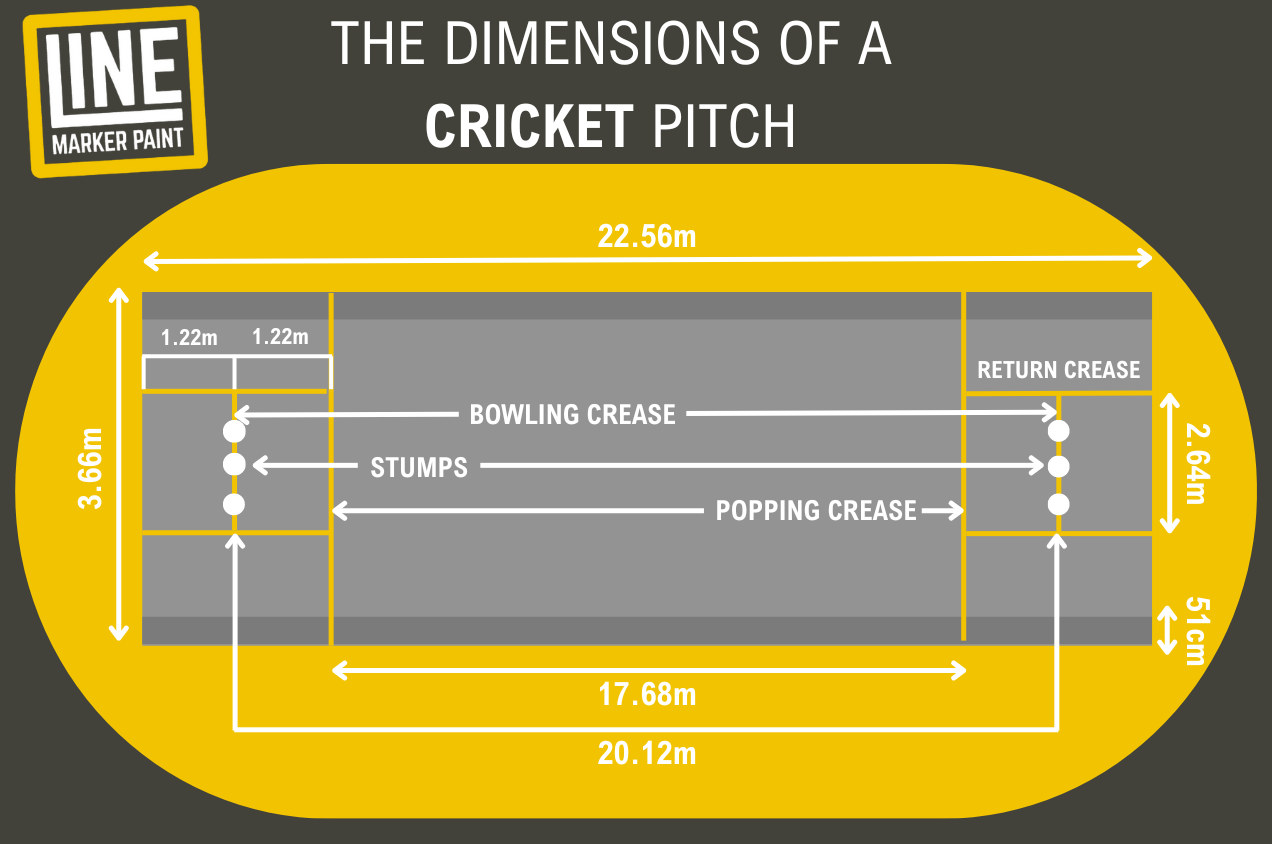 LINE
MARKER PAINT
THE DIMENSIONS OF A
CRICKET PITCH
22.56m
1.22m
1.22m
RETURN CREASE
BOWLING CREASE
STUMPS
POPPING CREASE
3.66m
2.64m
51cm
17.68m
20.12m